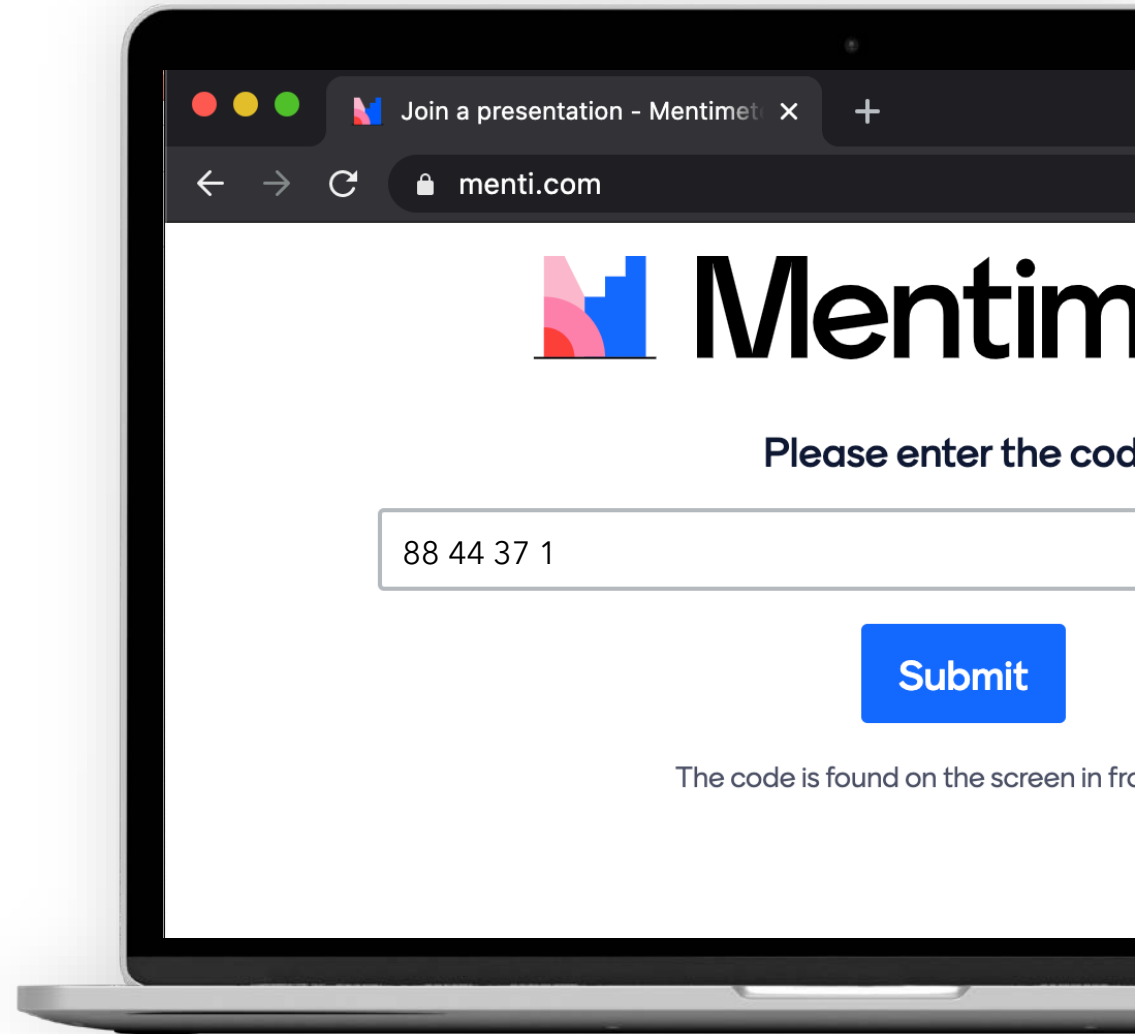 Join a presentation - Mentimet
menti.com
Mentim
Please enter the cod
88 44 37 1
Submit
The code is found on the screen in fro